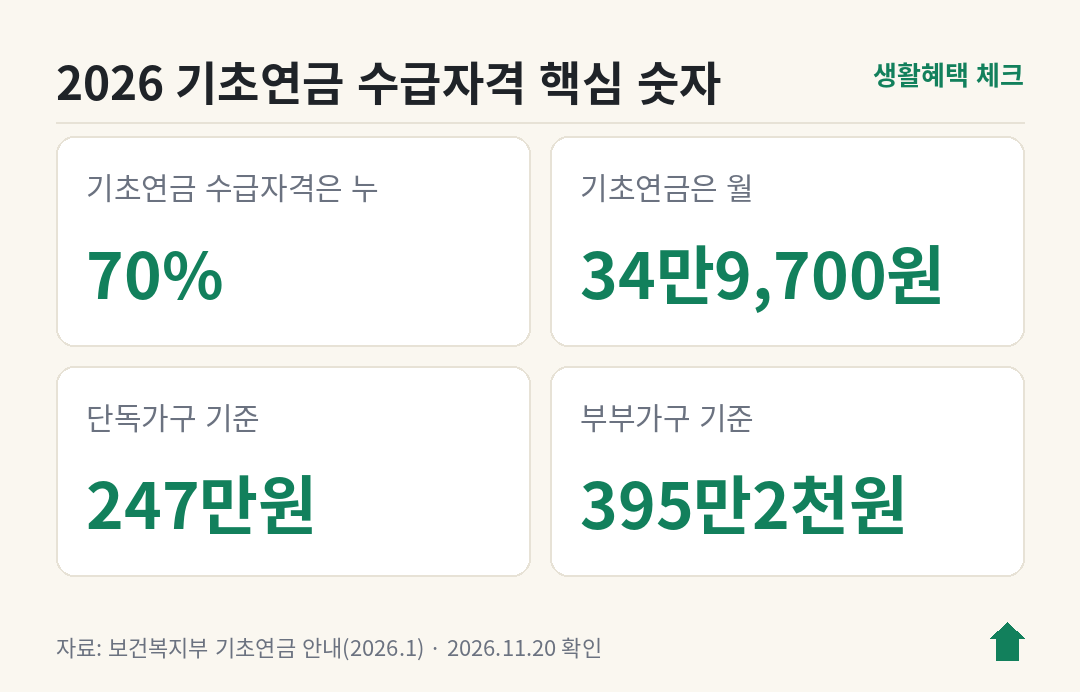 2026 기초연금 수급자격 핵심 숫자
생활혜택 체크
기초연금 수급자격은 누
70%
기초연금은 월
34만9,700원
단독가구 기준
247만원
부부가구 기준
395만2천원
자료: 보건복지부 기초연금 안내(2026.1) · 2026.11.20 확인